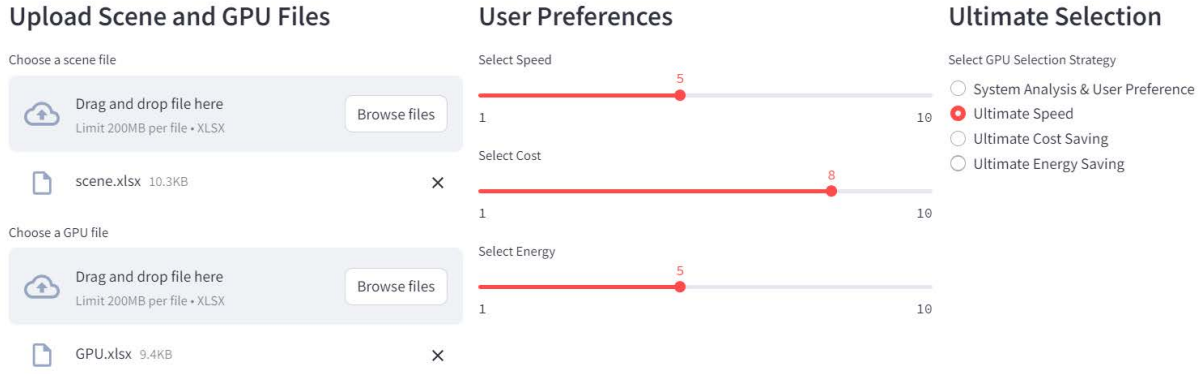 Upload Scene and GPU Files
Choose a scene file
Drag and drop file here
Limit 200MB per file • XLSX
Browse files
scene.xlsx 10.3KB
Choose a GPU file
Drag and drop file here
Limit 200MB per file • XLSX
Browse files
GPU.xlsx 9.4KB
User Preferences
Select Speed
5
1 10
Select Cost
8
1 10
Select Energy
5
1 10
Ultimate Selection
Select GPU Selection Strategy
System Analysis & User Preference
Ultimate Speed
Ultimate Cost Saving
Ultimate Energy Saving